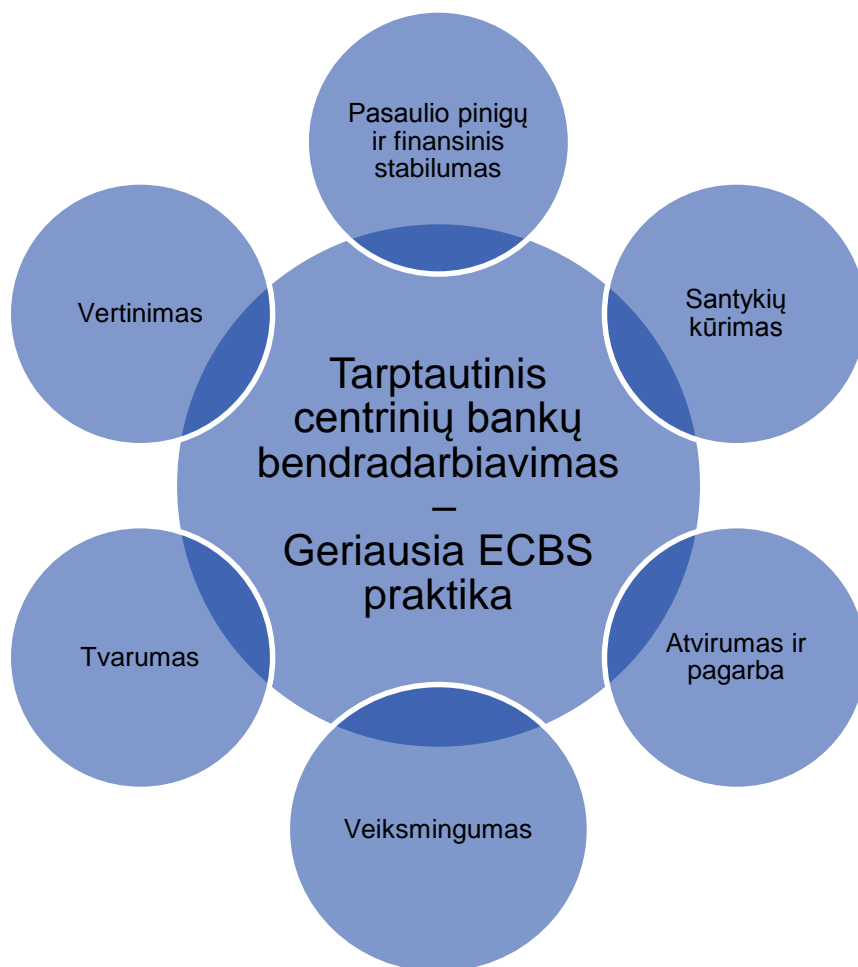 Pasaulio pinigų
ir finansinis
stabilumas
Vertinimas
Santykių
kūrimas
Tarptautinis
centrinių bankų
bendradarbiavimas
–
Geriausia ECBS
praktika
Tvarumas
Atvirumas ir
pagarba
Veiksmingumas